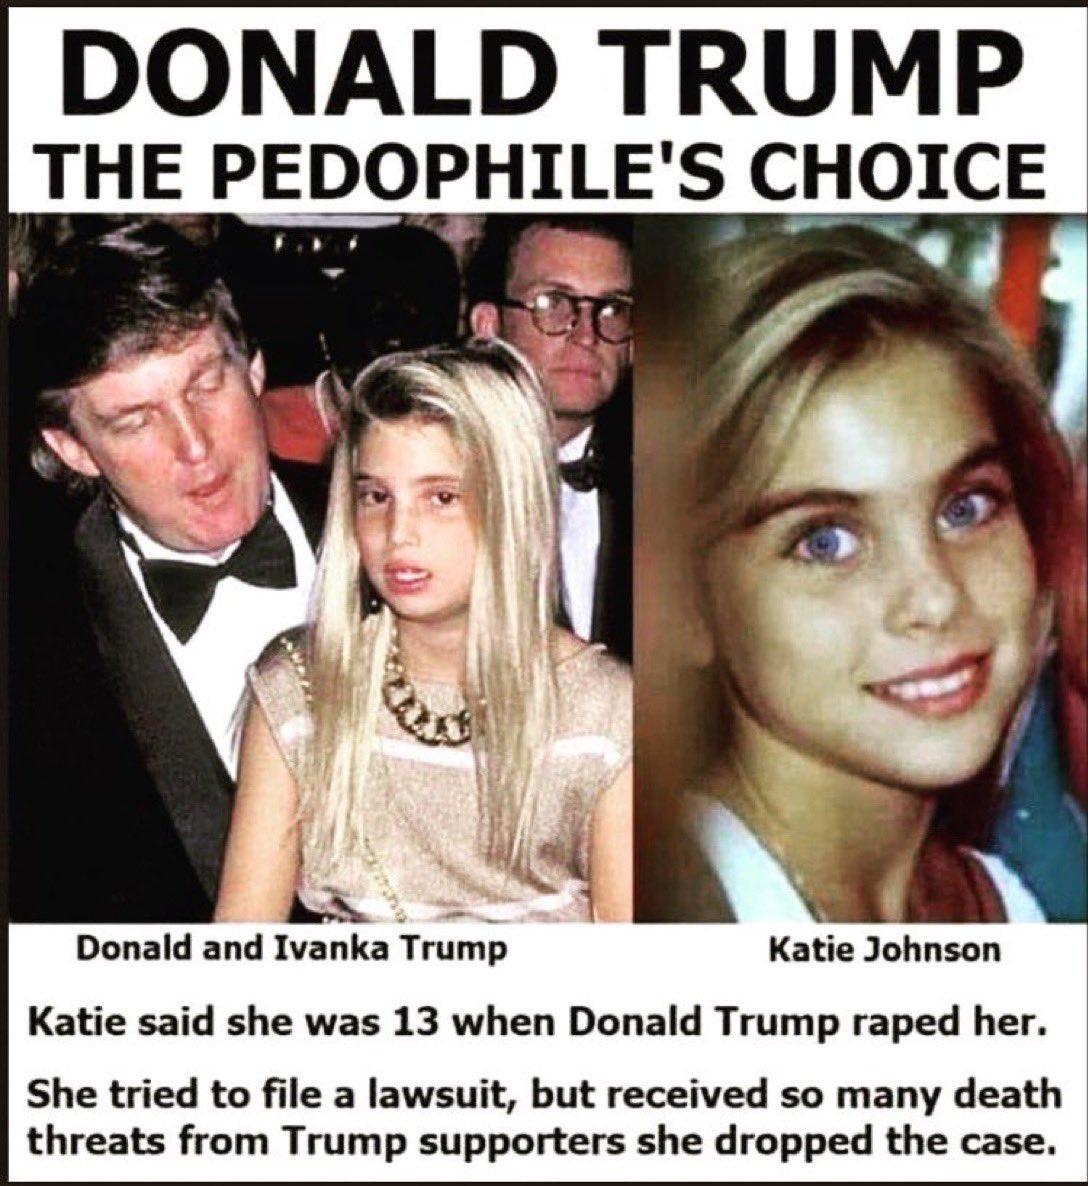 DONALD TRUMP
THE PEDOPHILE'S CHOICE
Donald and Ivanka Trump
Katie Johnson
Katie said she was 13 when Donald Trump raped her.
She tried to file a lawsuit, but received so many death
threats from Trump supporters she dropped the case.